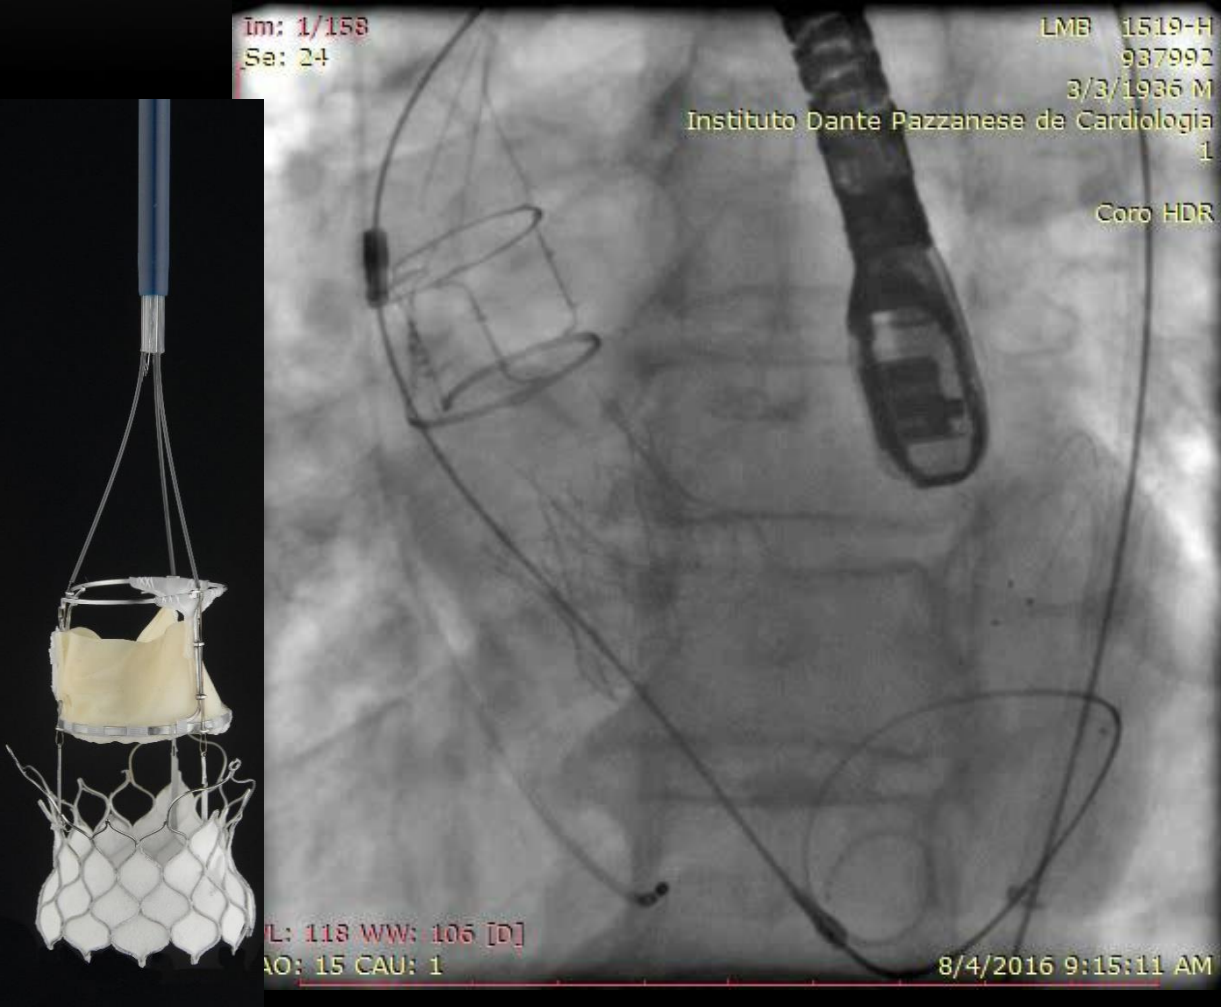 Im: 1/158
Se: 24
LMB 1519-H
937992
3/3/1936 M
Instituto Dante Pazzanese de Cardiologia
1
Coro HDR
L: 118 WW: 106 [D]
AO: 15 CAU: 1
8/4/2016 9:15:11 AM